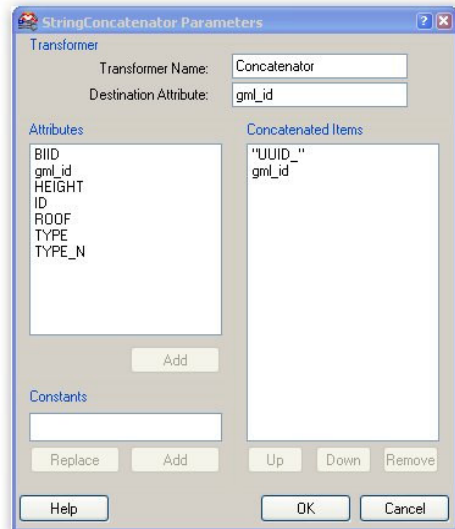 StringConcatenator Parameters
Transformer
Transformer Name: Concatenator
Destination Attribute: gml_id
Attributes
BIID
gml_id
HEIGHT
ID
ROOF
TYPE
TYPE_N
Add
Constants
Replace Add
Concatenated Items
"UUID_"
gml_id
Up Down Remove
Help OK Cancel